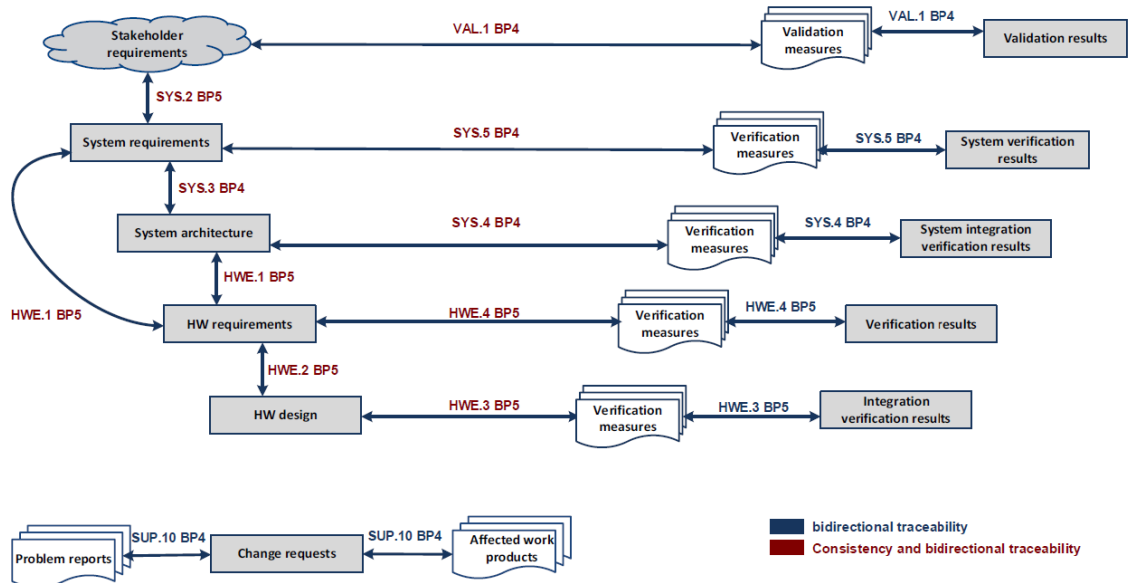 Stakeholder
requirements
VAL.1 BP4
Validation
measures
VAL.1 BP4
Validation results
SYS.2 BP5
System requirements
SYS.5 BP4
Verification
measures
SYS.5 BP4
System verification
results
SYS.3 BP4
System architecture
SYS.4 BP4
Verification
measures
SYS.4 BP4
System integration
verification results
HWE.1 BP5
HWE.1 BP5
HW requirements
HWE.4 BP5
Verification
measures
HWE.4 BP5
Verification results
HWE.2 BP5
HW design
HWE.3 BP5
Verification
measures
HWE.3 BP5
Integration
verification results
Problem reports
SUP.10 BP4
Change requests
SUP.10 BP4
Affected work
products
bidirectional traceability
Consistency and bidirectional traceability